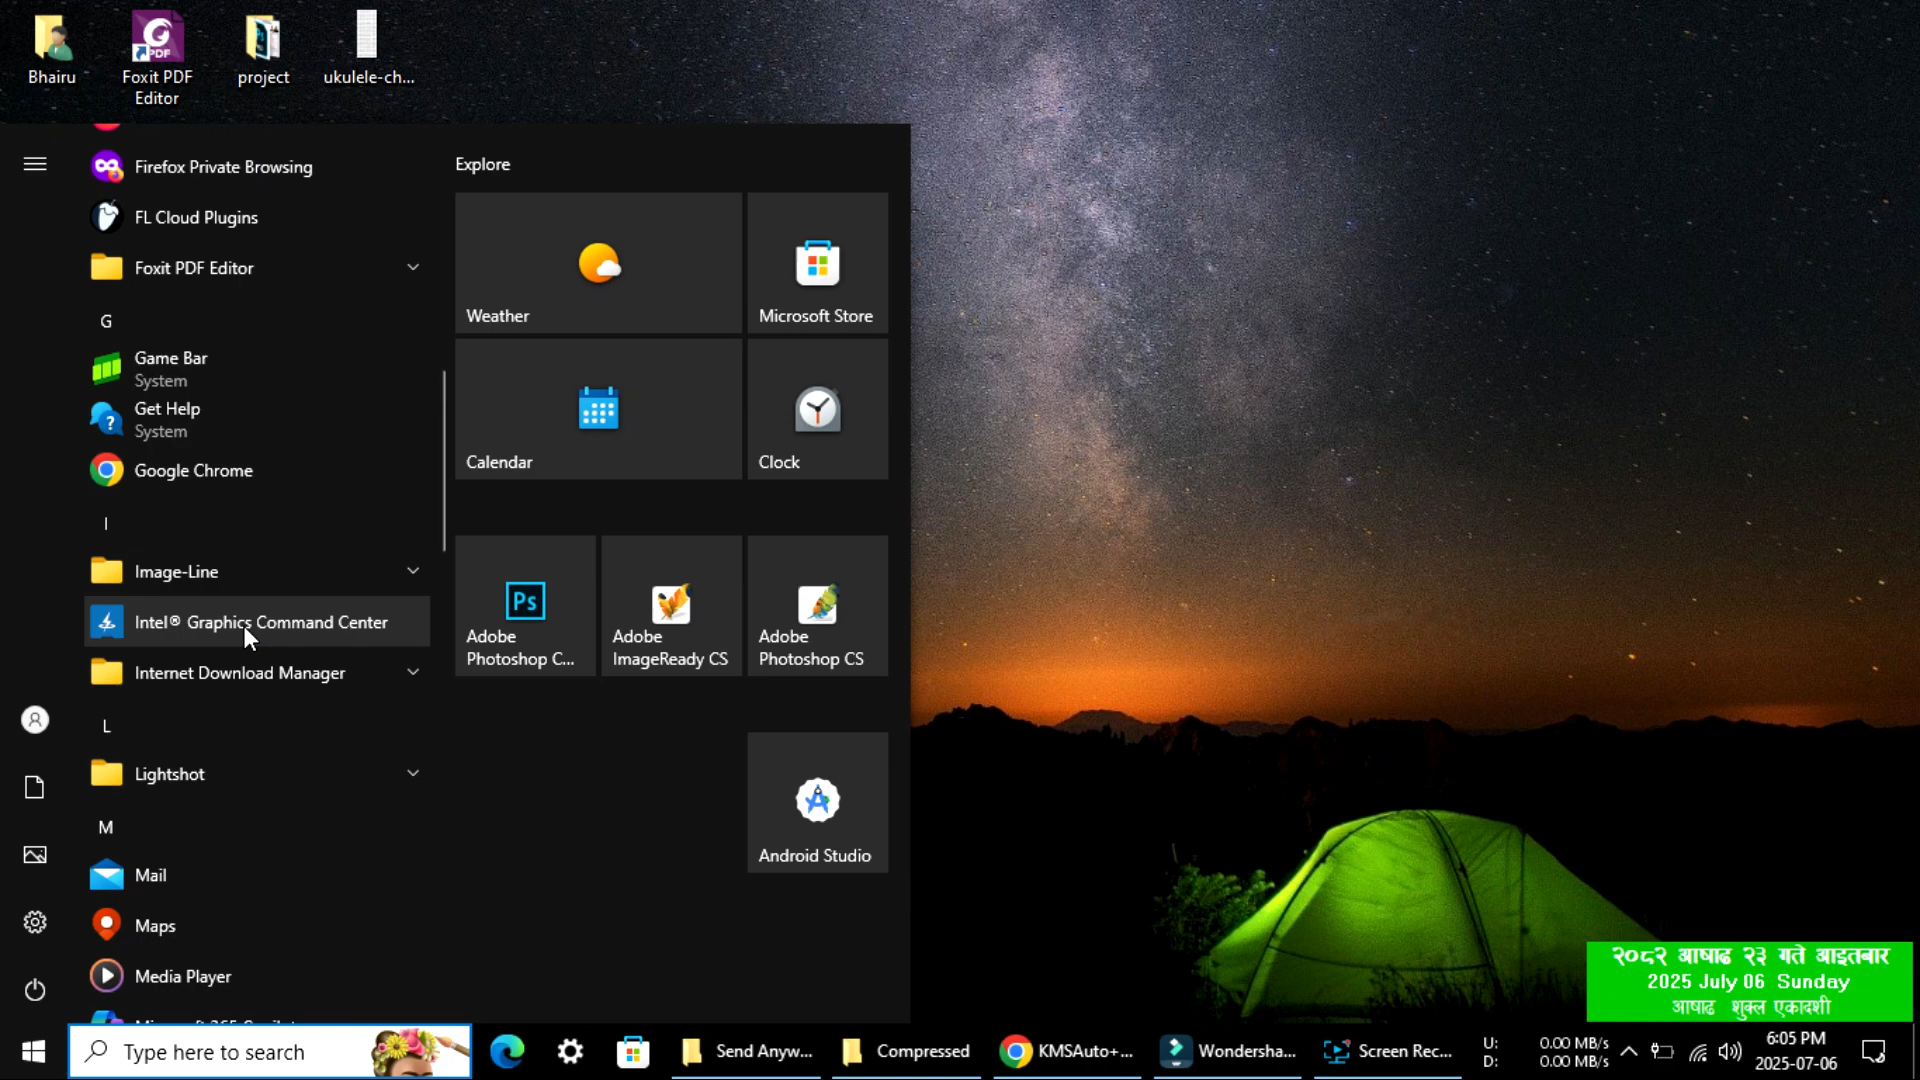 Bhairu
Foxit PDF
Editor
project
ukulele-ch...
Firefox Private Browsing
FL Cloud Plugins
Foxit PDF Editor
G
Game Bar
System
Get Help
System
Google Chrome
I
Image-Line
Intel® Graphics Command Center
Internet Download Manager
L
Lightshot
M
Mail
Maps
Media Player
Explore
Weather
Microsoft Store
Calendar
Clock
Ps
Adobe
Photoshop C...
Adobe
ImageReady CS
Adobe
Photoshop CS
Android Studio
२०८२ आषाढ २३ गते आइतबार
2025 July 06 Sunday
आषाढ शुक्ल एकादशी
Type here to search
Send Anyw...
Compressed
KMSAuto+...
Wondersha...
Screen Rec...
U: 0.00 MB/s
D: 0.00 MB/s
6:05 PM
2025-07-06